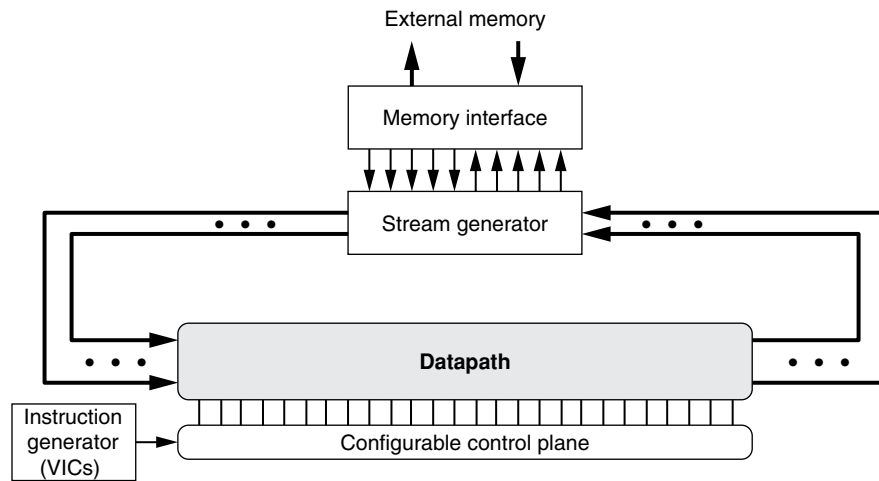 External memory
Memory interface
Stream generator
Datapath
Instruction
generator
(VICs)
Configurable control plane